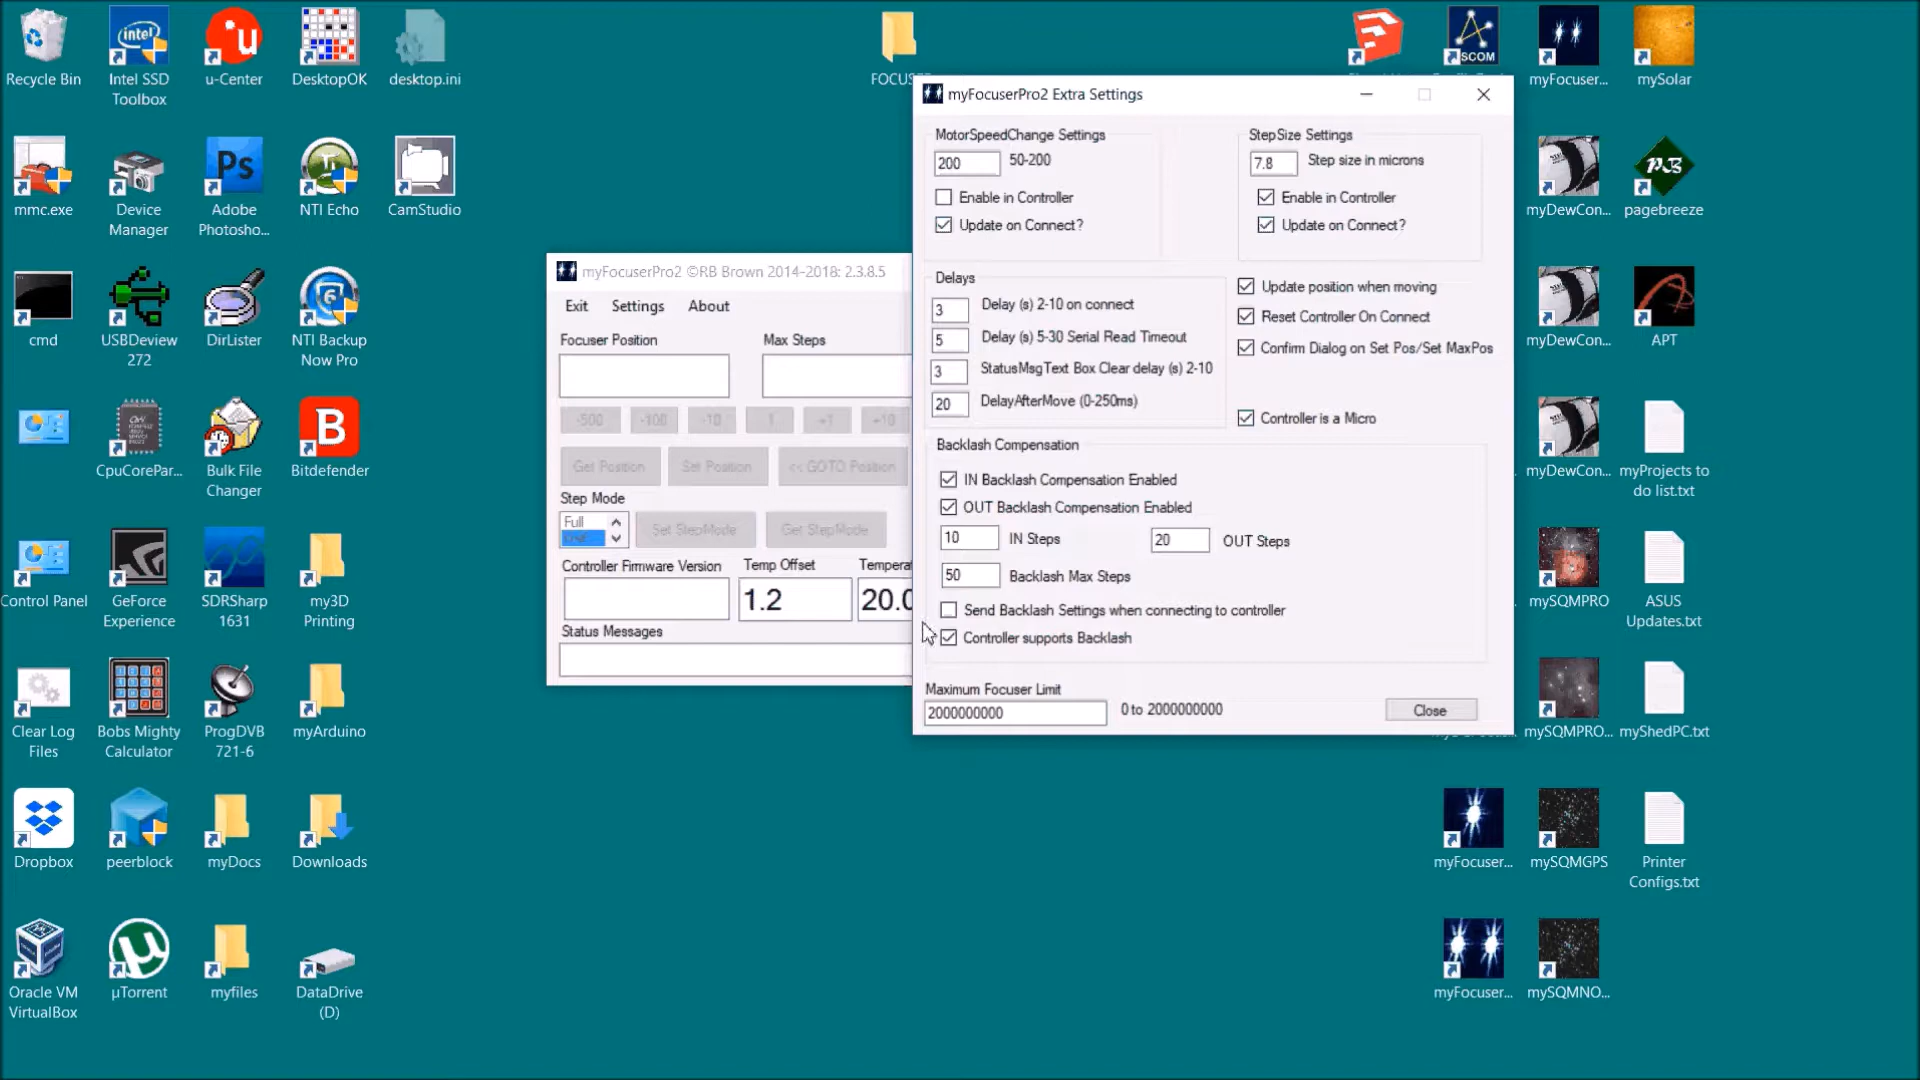 Recycle Bin
Intel SSD
Toolbox
u-Center
DesktopOK
desktop.ini
mmc.exe
Device
Manager
Adobe
Photosho...
NTI Echo
CamStudio
cmd
USBDeview
272
DirLister
NTI Backup
Now Pro
CpuCorePar...
Bulk File
Changer
Bitdefender
Control Panel
GeForce
Experience
SDRSharp
1631
my3D
Printing
Clear Log
Files
Bobs Mighty
Calculator
ProgDVB
721-6
myArduino
Dropbox
peerblock
myDocs
Downloads
Oracle VM
VirtualBox
µTorrent
myfiles
DataDrive
(D)
myFocuserPro2 ©RB Brown 2014-2018: 2.3.8.5
Exit Settings About
Focuser Position
Max Steps
-500 -100 -10 1 +1 +10
Get Position Set Position << GOTO Position
Step Mode
Full
Set StepMode Get StepMode
Controller Firmware Version
Temp Offset
1.2
20.0
Status Messages
myFocuserPro2 Extra Settings
MotorSpeedChange Settings
200 50-200
Enable in Controller
Update on Connect?
StepSize Settings
7.8 Step size in microns
Enable in Controller
Update on Connect?
Delays
3 Delay (s) 2-10 on connect
5 Delay (s) 5-30 Serial Read Timeout
3 StatusMsgText Box Clear delay (s) 2-10
20 DelayAfterMove (0-250ms)
Update position when moving
Reset Controller On Connect
Confirm Dialog on Set Pos/Set MaxPos
Controller is a Micro
Backlash Compensation
IN Backlash Compensation Enabled
OUT Backlash Compensation Enabled
10 IN Steps 20 OUT Steps
50 Backlash Max Steps
Send Backlash Settings when connecting to controller
Controller supports Backlash
Maximum Focuser Limit
2000000000 0 to 2000000000
Close
myFocuser...
mySolar
myDewCon...
pagebreeze
myDewCon...
APT
myDewCon...
myProjects to
do list.txt
mySQMPRO
ASUS
Updates.txt
mySQMPRO...
myShedPC.txt
myFocuser...
mySQMGPS
Printer
Configs.txt
myFocuser...
mySQMNO...
intel
Ps
SCOM
PB